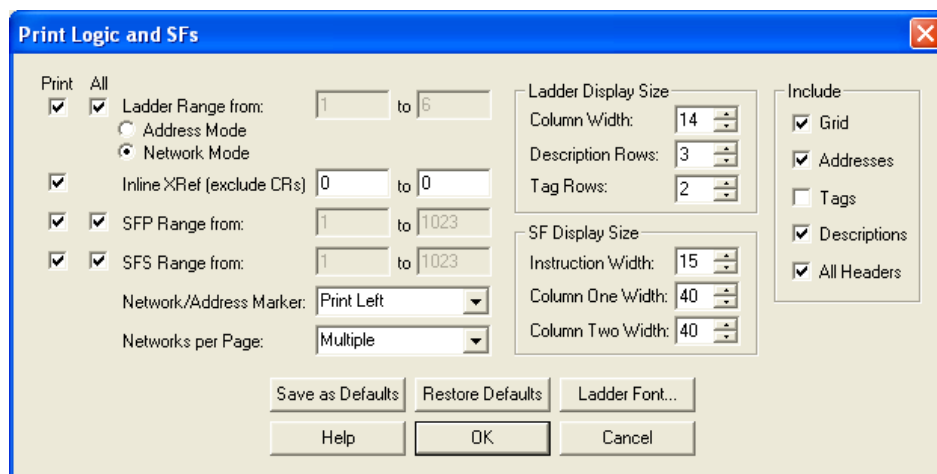 Print Logic and SFs
Print All
Ladder Range from: 1 to 6
Address Mode
Network Mode
Inline XRef (exclude CRs) 0 to 0
SFP Range from: 1 to 1023
SFS Range from: 1 to 1023
Network/Address Marker: Print Left
Networks per Page: Multiple
Ladder Display Size
Column Width: 14
Description Rows: 3
Tag Rows: 2
SF Display Size
Instruction Width: 15
Column One Width: 40
Column Two Width: 40
Include
Grid
Addresses
Tags
Descriptions
All Headers
Save as Defaults Restore Defaults Ladder Font...
Help OK Cancel